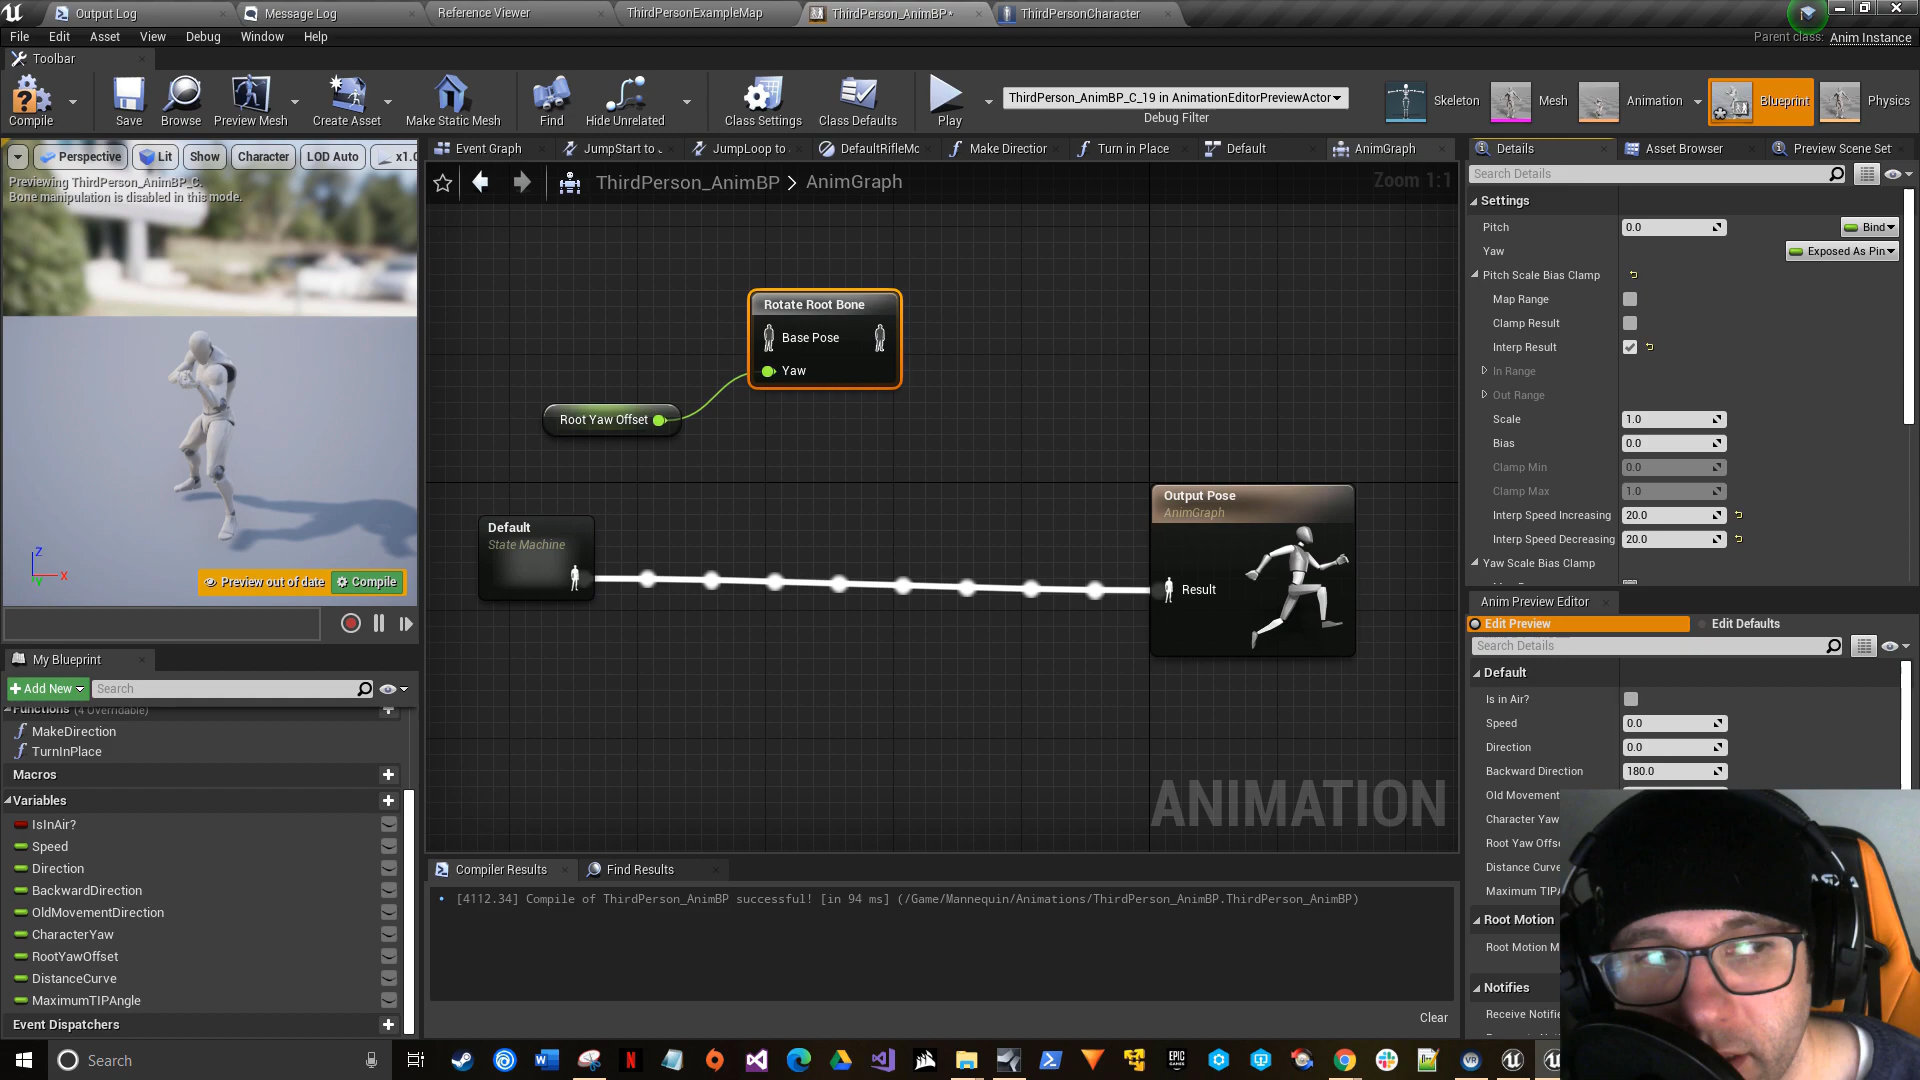 Output Log
Message Log
Reference Viewer
ThirdPersonExampleMap
ThirdPerson_AnimBP*
ThirdPersonCharacter
File Edit Asset View Debug Window Help
Parent class: Anim Instance
Toolbar
Compile
Save
Browse
Preview Mesh
Create Asset
Make Static Mesh
Find
Hide Unrelated
Class Settings
Class Defaults
Play
ThirdPerson_AnimBP_C_19 in AnimationEditorPreviewActor
Debug Filter
Skeleton
Mesh
Animation
Blueprint
Physics
Perspective
Lit
Show
Character
LOD Auto
x1.0
Previewing ThirdPerson_AnimBP_C.
Bone manipulation is disabled in this mode.
Z
X
Y
Preview out of date
Compile
Event Graph
JumpStart to
JumpLoop to
DefaultRifleMc
Make Direction
Turn in Place
Default
AnimGraph
ThirdPerson_AnimBP > AnimGraph
Zoom 1:1
Rotate Root Bone
Base Pose
Yaw
Root Yaw Offset
Default
State Machine
Output Pose
AnimGraph
Result
ANIMATION
My Blueprint
Add New
Search
Functions (4 Overridable)
MakeDirection
TurnInPlace
Macros
Variables
IsInAir?
Speed
Direction
BackwardDirection
OldMovementDirection
CharacterYaw
RootYawOffset
DistanceCurve
MaximumTIPAngle
Event Dispatchers
Compiler Results
Find Results
[4112.34] Compile of ThirdPerson_AnimBP successful! [in 94 ms] (/Game/Mannequin/Animations/ThirdPerson_AnimBP.ThirdPerson_AnimBP)
Clear
Details
Asset Browser
Preview Scene Set
Search Details
Settings
Pitch 0.0 Bind
Yaw Exposed As Pin
Pitch Scale Bias Clamp
Map Range
Clamp Result
Interp Result
In Range
Out Range
Scale 1.0
Bias 0.0
Clamp Min 0.0
Clamp Max 1.0
Interp Speed Increasing 20.0
Interp Speed Decreasing 20.0
Yaw Scale Bias Clamp
Anim Preview Editor
Edit Preview
Edit Defaults
Search Details
Default
Is in Air?
Speed 0.0
Direction 0.0
Backward Direction 180.0
Old Movement
Character Yaw
Root Yaw Offse
Distance Curve
Maximum TIPA
Root Motion
Root Motion M
Notifies
Receive Notifie
Search
EPIC GAMES
VR